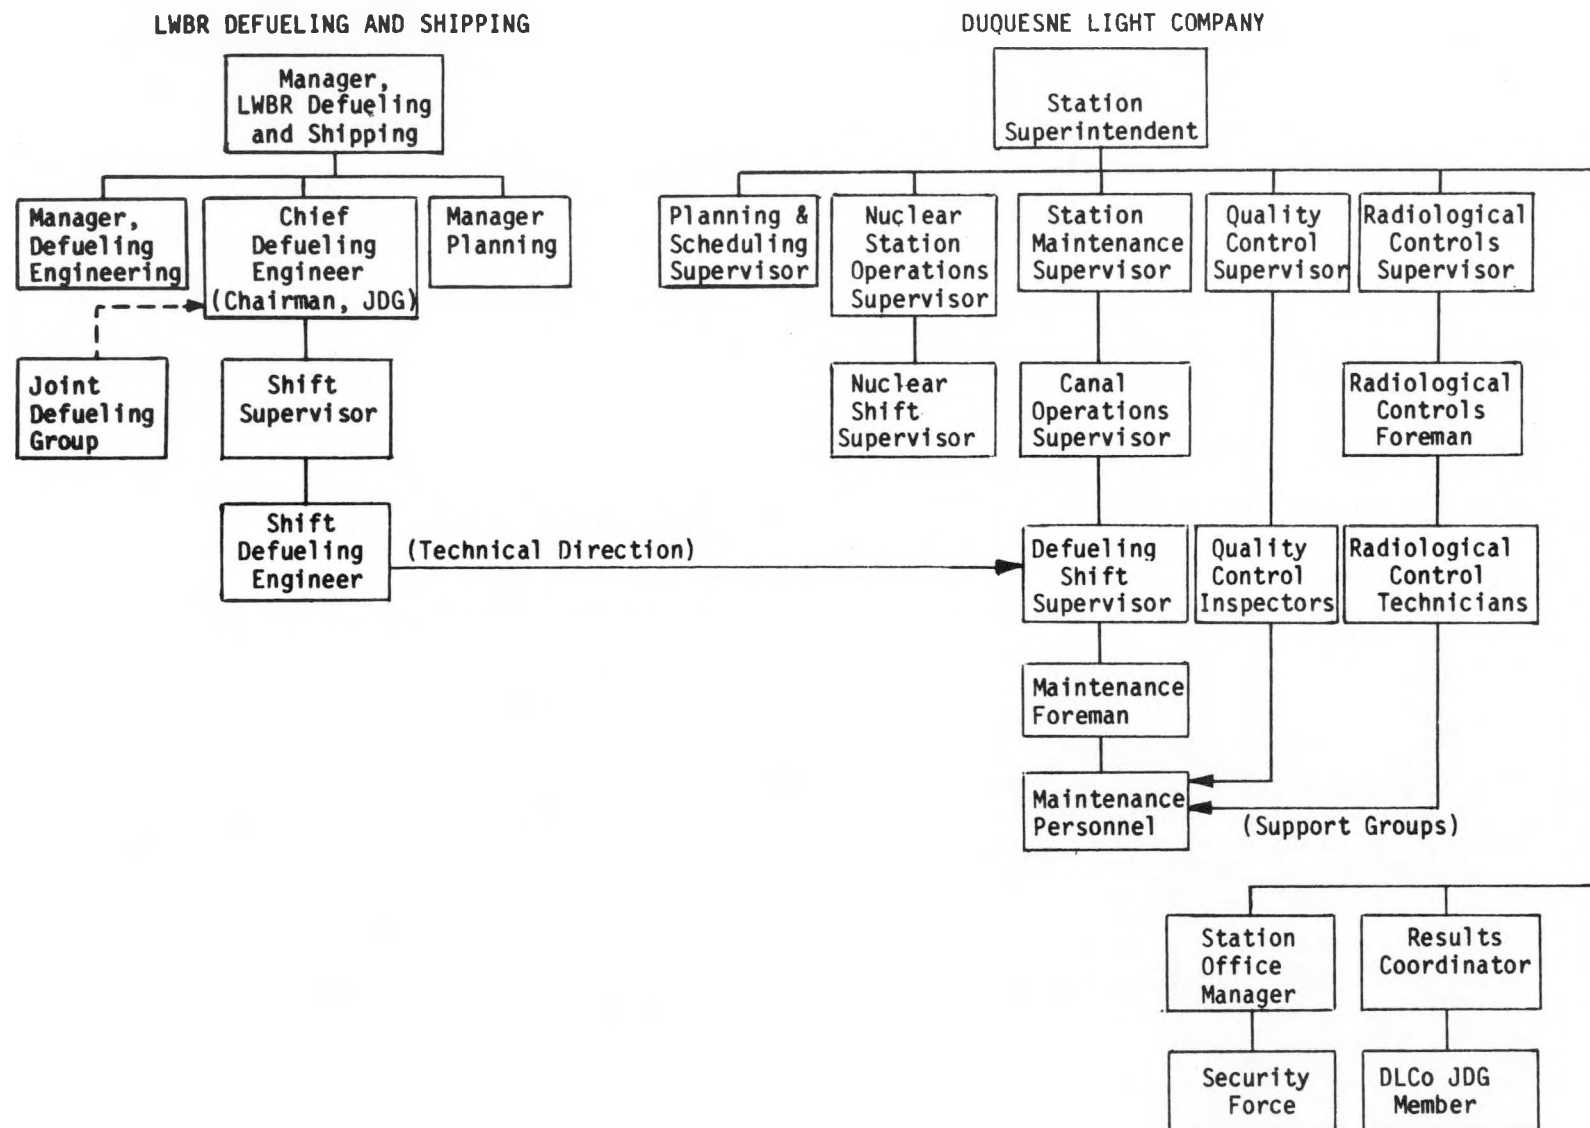 LWBR DEFUELING AND SHIPPING
Manager,
LWBR Defueling
and Shipping
Manager,
Defueling
Engineering
Chief
Defueling
Engineer
(Chairman, JDG)
Manager
Planning
Joint
Defueling
Group
Shift
Supervisor
Shift
Defueling
Engineer
(Technical Direction)
DUQUESNE LIGHT COMPANY
Station
Superintendent
Planning &
Scheduling
Supervisor
Nuclear
Station
Operations
Supervisor
Station
Maintenance
Supervisor
Quality
Control
Supervisor
Radiological
Controls
Supervisor
Nuclear
Shift
Supervisor
Canal
Operations
Supervisor
Radiological
Controls
Foreman
Defueling
Shift
Supervisor
Quality
Control
Inspectors
Radiological
Control
Technicians
Maintenance
Foreman
Maintenance
Personnel
(Support Groups)
Station
Office
Manager
Results
Coordinator
Security
Force
DLCo JDG
Member